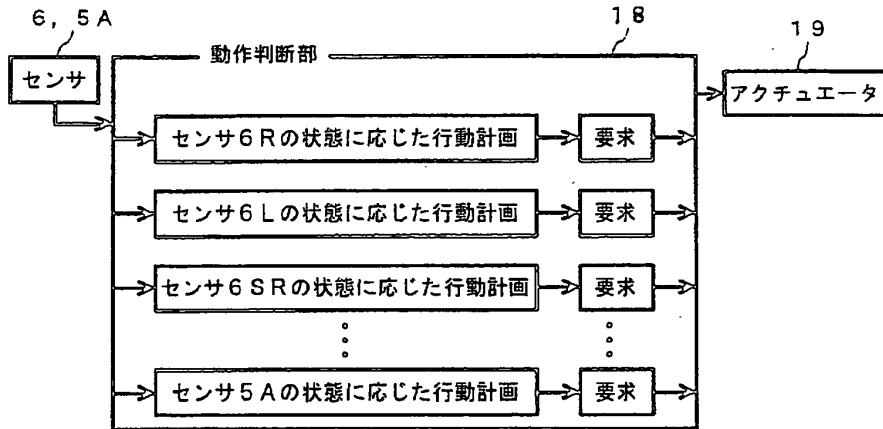 6, 5A
センサ
動作判断部
18
19
アクチュエータ
センサ6Rの状態に応じた行動計画
要求
センサ6Lの状態に応じた行動計画
要求
センサ6SRの状態に応じた行動計画
要求
センサ5Aの状態に応じた行動計画
要求